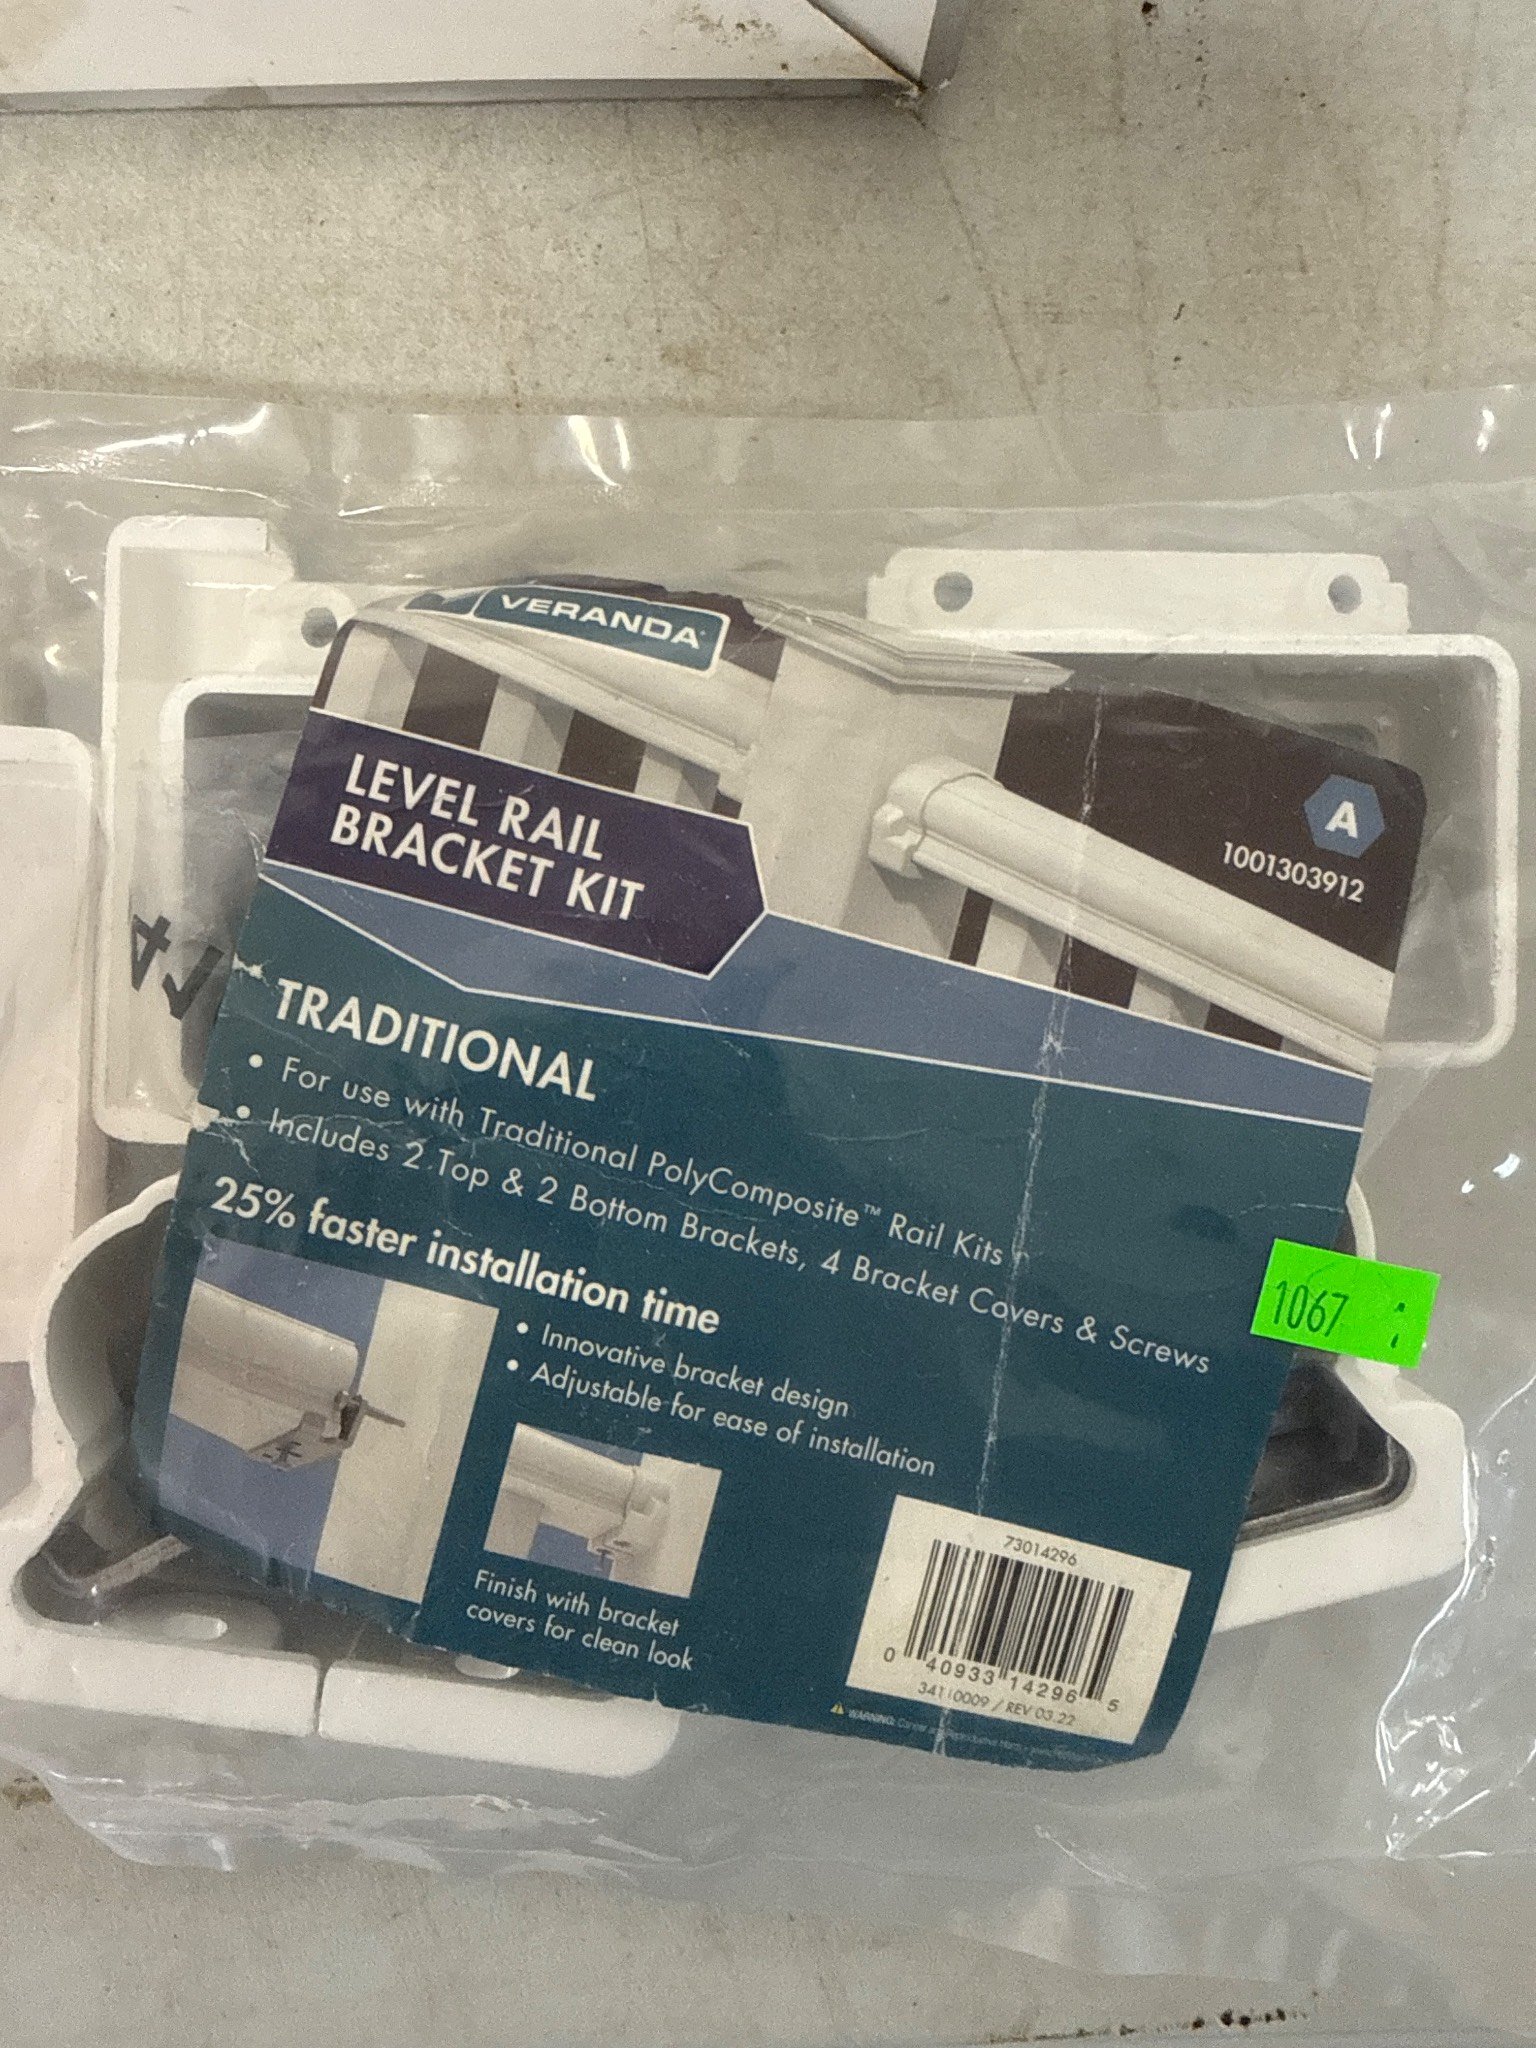 VERANDA
LEVEL RAIL
BRACKET KIT
A
1001303912
TRADITIONAL
• For use with Traditional PolyComposite™ Rail Kits
• Includes 2 Top & 2 Bottom Brackets, 4 Bracket Covers & Screws
25% faster installation time
• Innovative bracket design
• Adjustable for ease of installation
Finish with bracket
covers for clean look
1067
73014296
0 40933 14296 5
34110009 / REV 03.22
WARNING: Cancer